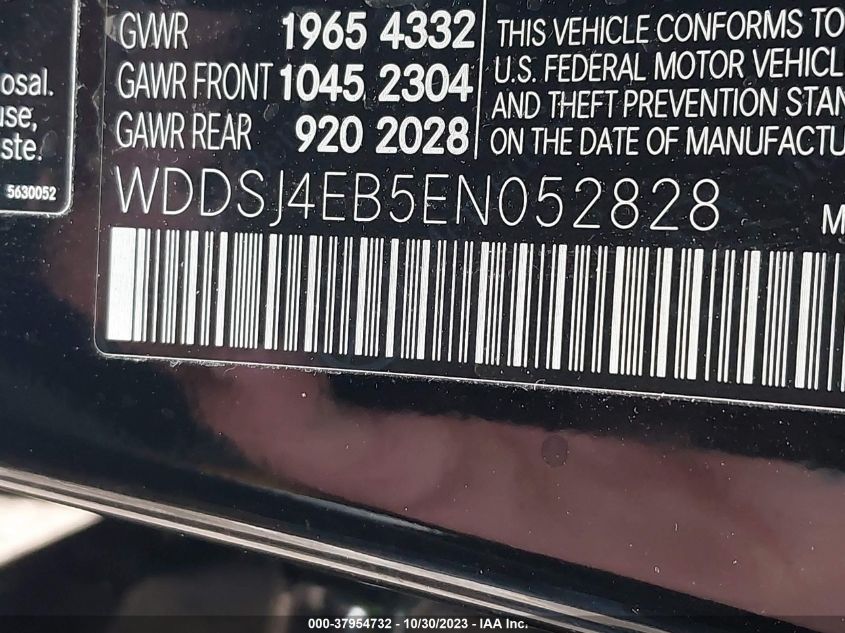 osal.
use,
ste.
5630052
GVWR 1965 4332
GAWR FRONT 1045 2304
GAWR REAR 920 2028
THIS VEHICLE CONFORMS TO
U.S. FEDERAL MOTOR VEHICL
AND THEFT PREVENTION STAN
ON THE DATE OF MANUFACTU
WDDSJ4EB5EN052828
M
000-37954732 - 10/30/2023 - IAA Inc.